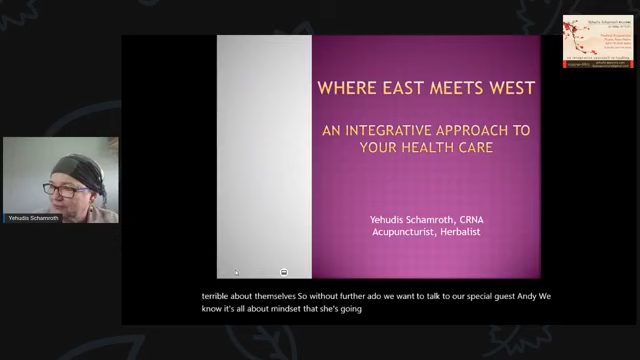 Yehudis Schamroth
WHERE EAST MEETS WEST
AN INTEGRATIVE APPROACH TO
YOUR HEALTH CARE
Yehudis Schamroth, CRNA
Acupuncturist, Herbalist
terrible about themselves So without further ado we want to talk to our special guest Andy We
know it's all about mindset that she's going
Yehudis Schamroth